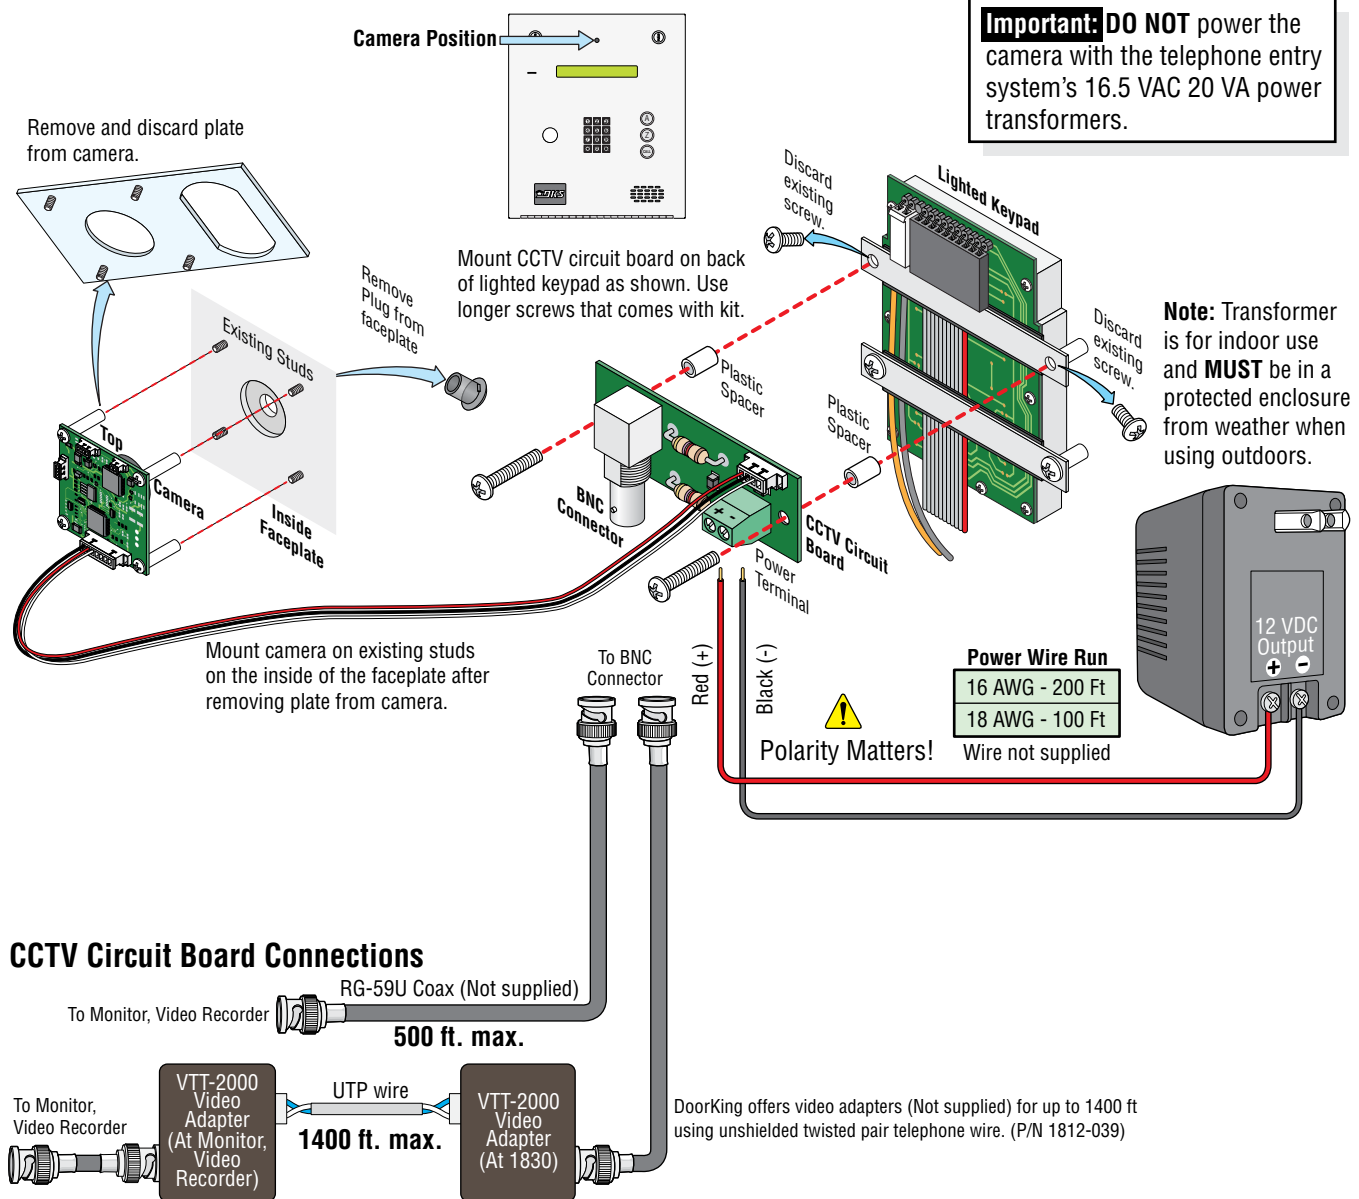 Camera Position
Important: DO NOT power the
camera with the telephone entry
system's 16.5 VAC 20 VA power
transformers.
Remove and discard plate
from camera.
A
Z
CALL
Discard
existing
screw.
Lighted Keypad
Mount CCTV circuit board on back
of lighted keypad as shown. Use
longer screws that comes with kit.
Remove
Plug from
faceplate
Existing Studs
Plastic
Spacer
Plastic
Spacer
Discard
existing
screw.
Note: Transformer
is for indoor use
and MUST be in a
protected enclosure
from weather when
using outdoors.
Top
Camera
Inside
Faceplate
BNC
Connector
+ -
CCTV Circuit
Board
Power
Terminal
12 VDC
Output
+ -
Mount camera on existing studs
on the inside of the faceplate after
removing plate from camera.
To BNC
Connector
Red (+)
Black (-)
Polarity Matters!
Power Wire Run
16 AWG - 200 Ft
18 AWG - 100 Ft
Wire not supplied
CCTV Circuit Board Connections
RG-59U Coax (Not supplied)
To Monitor, Video Recorder
500 ft. max.
To Monitor,
Video Recorder
VTT-2000
Video
Adapter
(At Monitor,
Video
Recorder)
UTP wire
1400 ft. max.
VTT-2000
Video
Adapter
(At 1830)
DoorKing offers video adapters (Not supplied) for up to 1400 ft
using unshielded twisted pair telephone wire. (P/N 1812-039)